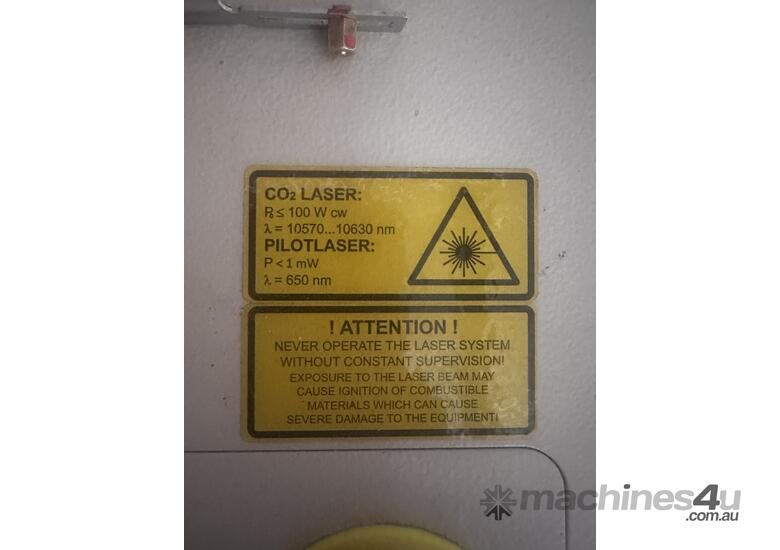 CO₂ LASER:
P₀ ≤ 100 W cw
λ = 10570...10630 nm
PILOTLASER:
P < 1 mW
λ = 650 nm
! ATTENTION !
NEVER OPERATE THE LASER SYSTEM
WITHOUT CONSTANT SUPERVISION!
EXPOSURE TO THE LASER BEAM MAY
CAUSE IGNITION OF COMBUSTIBLE
MATERIALS WHICH CAN CAUSE
SEVERE DAMAGE TO THE EQUIPMENT!
machines4u
.com.au